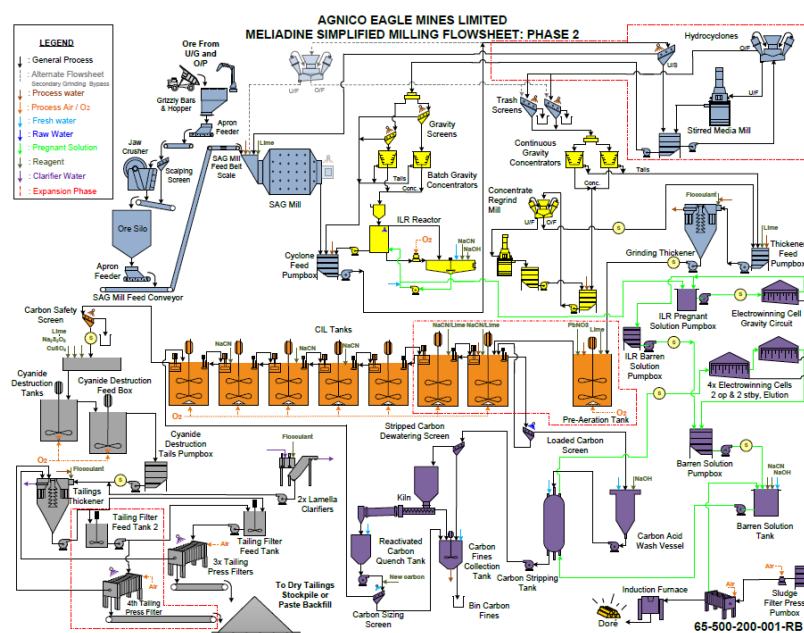 AGNICO EAGLE MINES LIMITED
MELIADINE SIMPLIFIED MILLING FLOWSHEET: PHASE 2
LEGEND
: General Process
: Alternate Flowsheet
Secondary Grinding Bypass
: Process water
: Process Air / O2
: Fresh water
: Raw Water
: Pregnant Solution
: Reagent
: Clarifier Water
: Expansion Phase
Ore From
U/G and
O/P
Grizzly Bars
& Hopper
Apron
Feeder
Jaw
Crusher
Scalping
Screen
SAG Mill
Feed Belt
Scale
Lime
SAG Mill
Ore Silo
Apron
Feeder
SAG Mill Feed Conveyor
U/F
O/F
Gravity
Screens
Tails
Batch Gravity
Concentrators
Conc.
ILR Reactor
O2
NaCN
NaOH
Cyclone
Feed
Pumpbox
Hydrocyclones
U/S
O/F
U/F
Stirred Media Mill
Trash
Screens
Continuous
Gravity
Concentrators
Tails
Conc.
Concentrate
Regrind
Mill
U/F
O/F
Flocculant
Lime
S
Grinding Thickener
S
Thickener
Feed
Pumpbox
ILR Pregnant
Solution Pumpbox
S
Electrowinning Cell
Gravity Circuit
ILR Barren
Solution
Pumpbox
S
4x Electrowinning Cells
2 op & 2 stby, Elution
S
Barren Solution
Pumpbox
S
NaCN
NaOH
Barren Solution
Tank
Carbon Safety
Screen
S
Lime
Na2S2O5
CuSO4
Cyanide
Destruction
Tanks
Cyanide Destruction
Feed Box
O2
Cyanide
Destruction
Tails Pumpbox
S
CIL Tanks
NaCN
NaCN
NaCN
NaCN/Lime
NaCN/Lime
PbNO3
Lime
O2
O2
Pre-Aeration Tank
Flocculant
Tailings
Thickener
Flocculant
2x Lamella
Clarifiers
Tailing Filter
Feed Tank 2
Tailing Filter
Feed Tank
Air
3x Tailing
Press Filters
Air
4th Tailing
Press Filter
To Dry Tailings
Stockpile or
Paste Backfill
Stripped Carbon
Dewatering Screen
Kiln
Reactivated
Carbon
Quench Tank
New carbon
Carbon Sizing
Screen
Carbon
Fines
Collection
Tank
Bin Carbon
Fines
Loaded Carbon
Screen
NaOH
Carbon Stripping
Tank
Carbon Acid
Wash Vessel
Induction Furnace
Doré
Air
Air
Sludge
Filter Press
Pumbox
65-500-200-001-RB